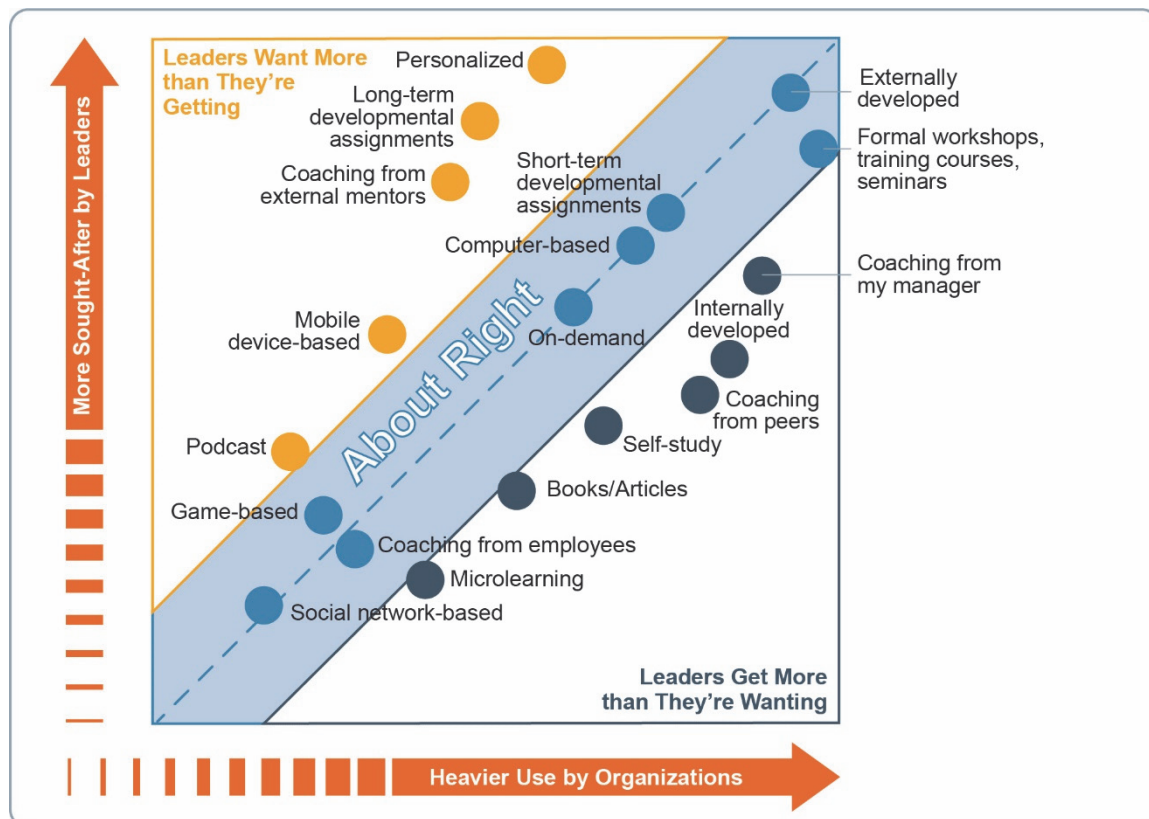 Leaders Want More
than They're
Getting
Personalized
Long-term
developmental
assignments
Coaching from
external mentors
Short-term
developmental
assignments
Computer-based
Externally
developed
Formal workshops,
training courses,
seminars
Coaching from
my manager
Mobile
device-based
On-demand
Internally
developed
About Right
Coaching
from peers
Self-study
Podcast
Books/Articles
Game-based
Coaching from employees
Microlearning
Social network-based
Leaders Get More
than They're Wanting
More Sought-After by Leaders
Heavier Use by Organizations